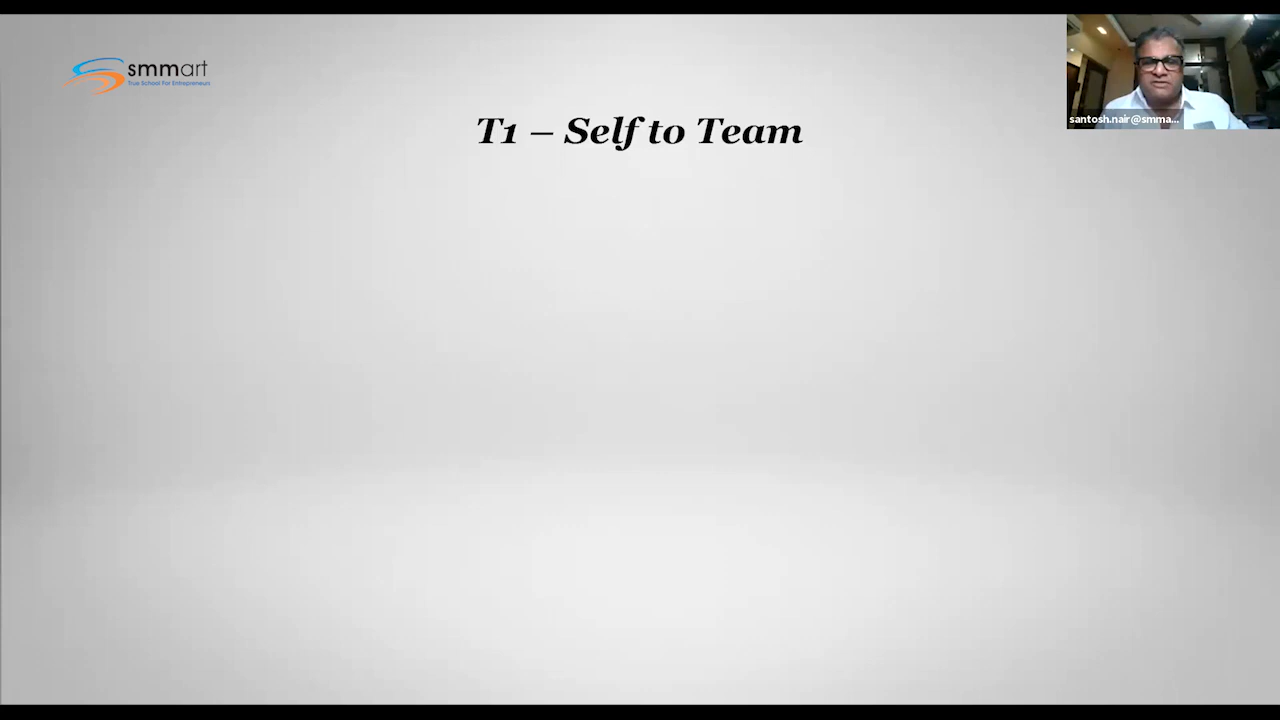 smmart
True School For Entrepreneurs
santosh.nair@smma...
T1 – Self to Team